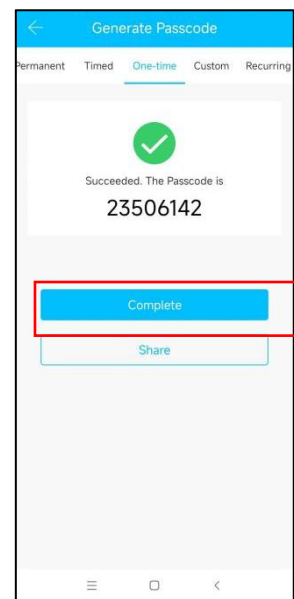 Generate Passcode
Permanent Timed One-time Custom Recurring
Succeeded. The Passcode is
23506142
Complete
Share